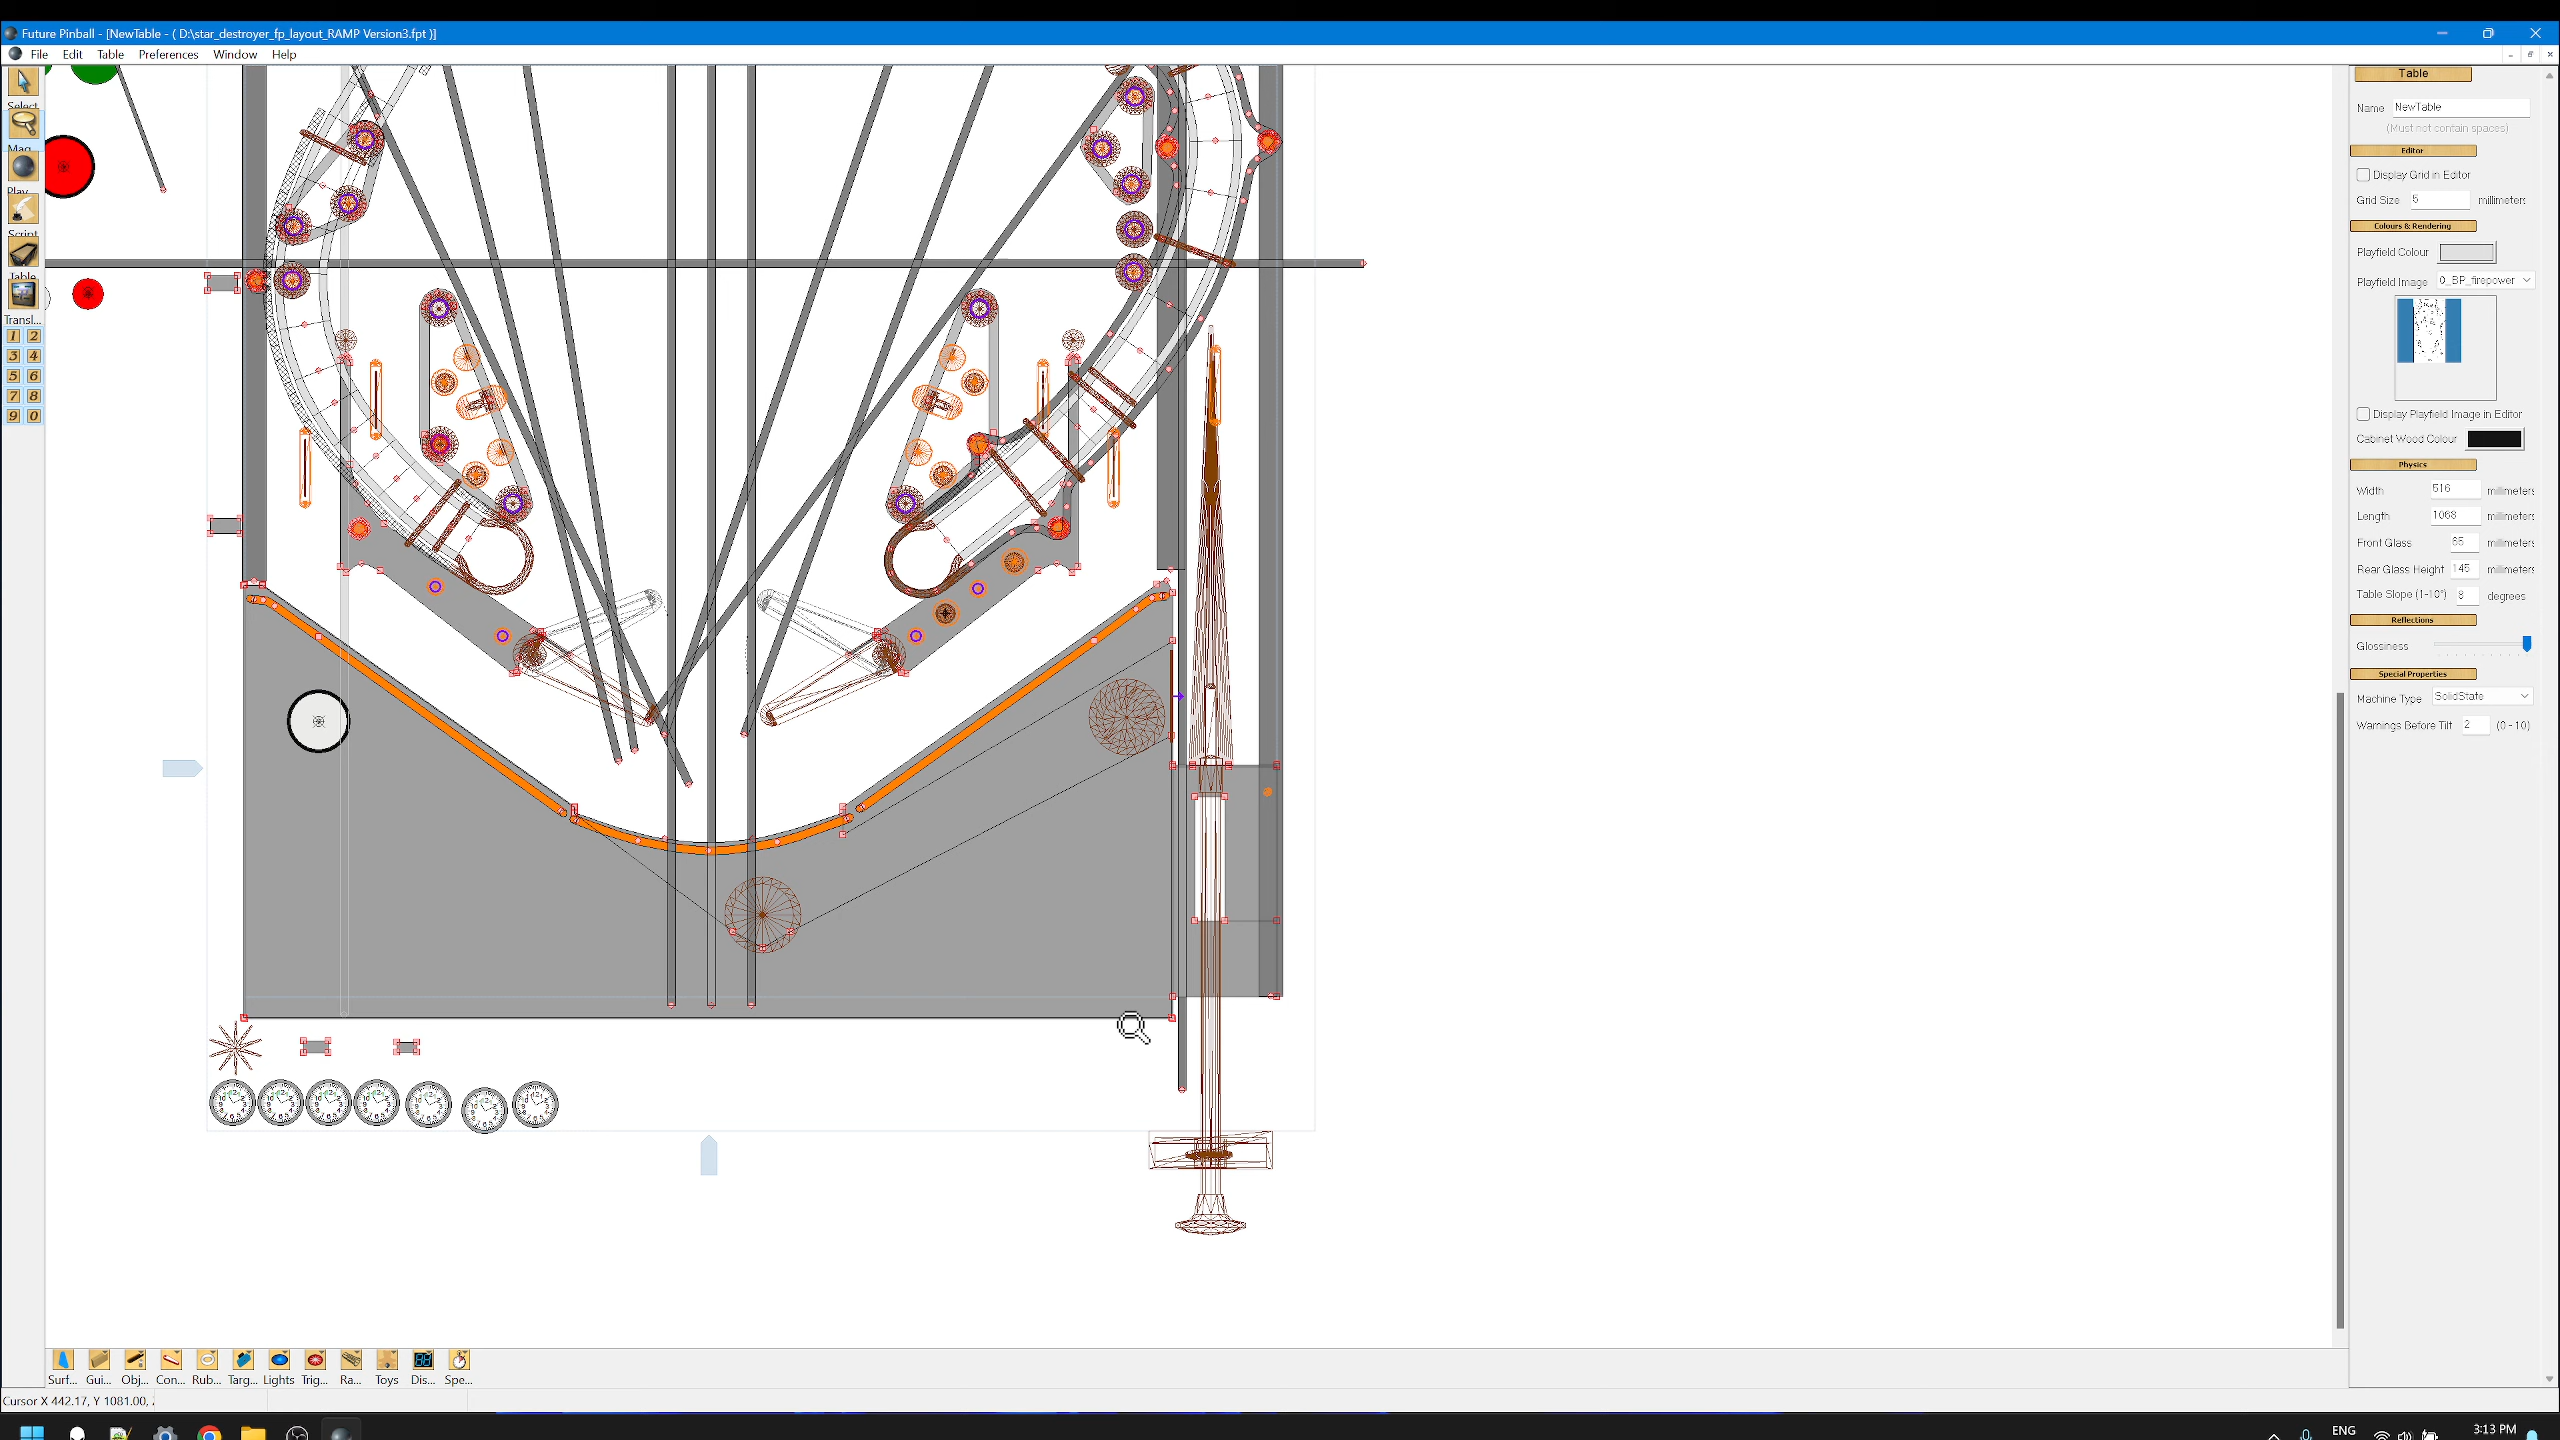 Future Pinball - [NewTable - ( D:\star_destroyer_fp_layout_RAMP Version3.fpt )]
File Edit Table Preferences Window Help
Select
Play
Script
Table
Transl...
1 2
3 4
5 6
7 8
9 0
Table
Name NewTable
(Must not contain spaces)
Editor
Display Grid in Editor
Grid Size 5 millimeters
Colours & Rendering
Playfield Colour
Playfield Image 0_BP_firepower
Display Playfield Image in Editor
Cabinet Wood Colour
Physics
Width 516 millimeters
Length 1068 millimeters
Front Glass 65 millimeters
Rear Glass Height 145 millimeters
Table Slope (1-10°) 8 degrees
Reflections
Glossiness
Special Properties
Machine Type SolidState
Warnings Before Tilt 2 (0 - 10)
Surf... Gui... Obj... Con... Rub... Targ... Lights Trig... Ra... Toys Dis... Spe...
Cursor X 442.17, Y 1081.00,
ENG
3:13 PM